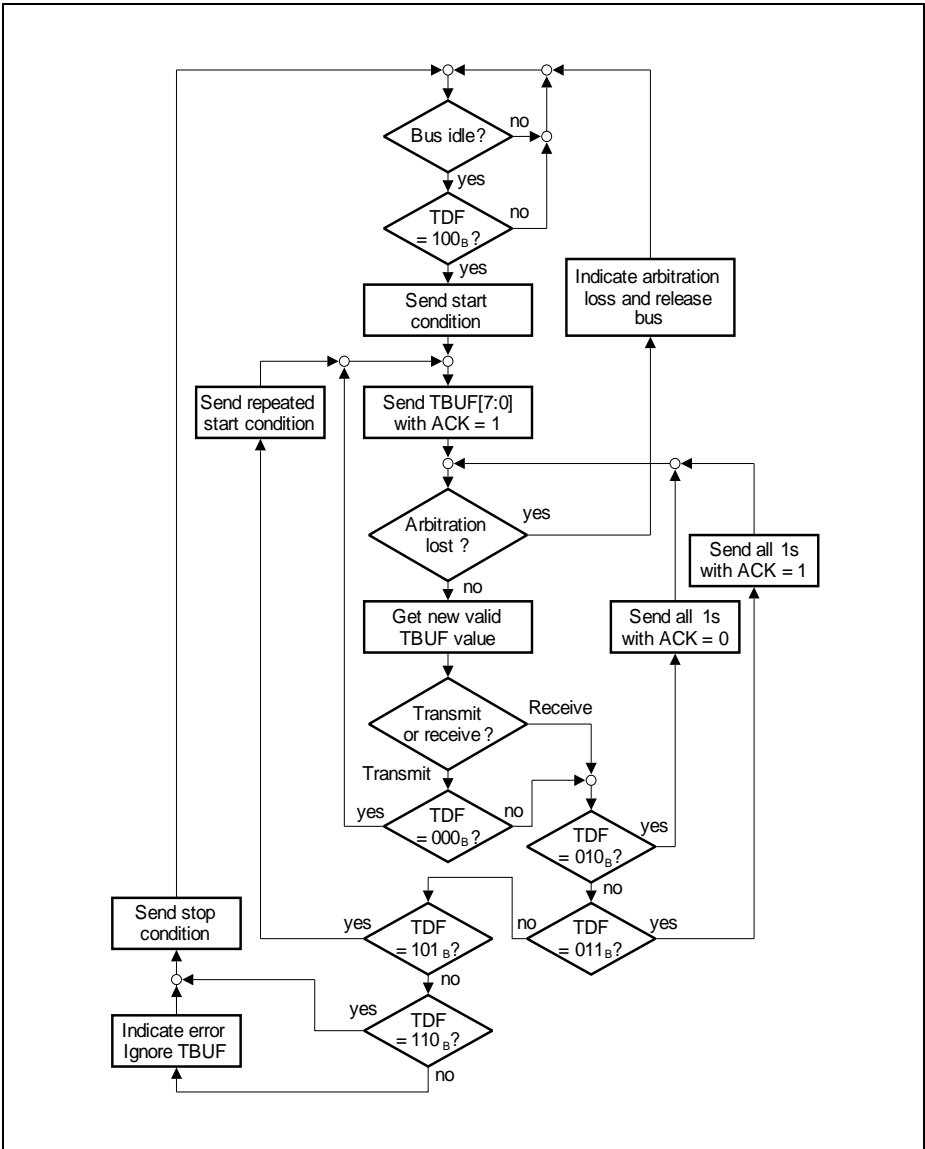 no
Bus idle?
yes
TDF
= 100B?
no
yes
Indicate arbitration
loss and release
bus
Send start
condition
Send repeated
start condition
Send TBUF[7:0]
with ACK = 1
Arbitration
lost ?
yes
no
Send all 1s
with ACK = 1
Get new valid
TBUF value
Send all 1s
with ACK = 0
Transmit
or receive ?
Receive
Transmit
yes
TDF
= 000B?
no
TDF
= 010B?
yes
no
Send stop
condition
yes
TDF
= 101B?
no
TDF
= 011B?
yes
no
yes
TDF
= 110B?
Indicate error
Ignore TBUF
no